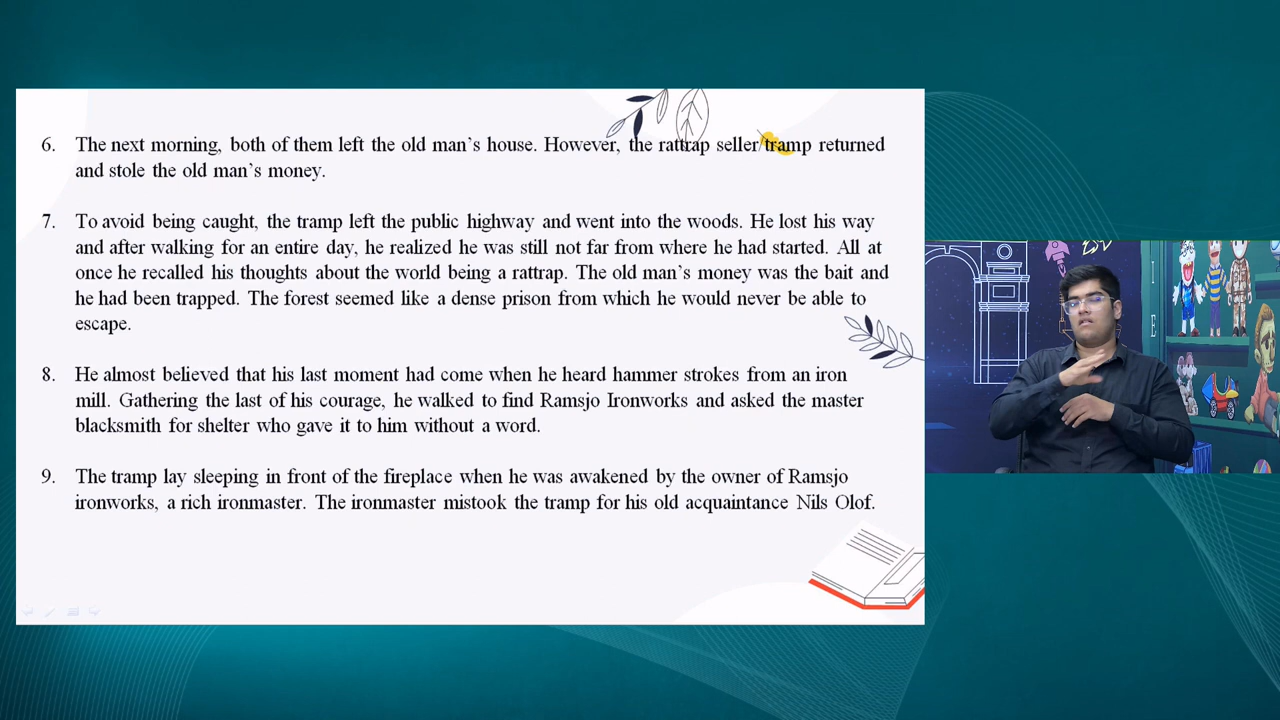 6. The next morning, both of them left the old man's house. However, the rattrap seller/tramp returned
and stole the old man's money.
7. To avoid being caught, the tramp left the public highway and went into the woods. He lost his way
and after walking for an entire day, he realized he was still not far from where he had started. All at
once he recalled his thoughts about the world being a rattrap. The old man's money was the bait and
he had been trapped. The forest seemed like a dense prison from which he would never be able to
escape.
8. He almost believed that his last moment had come when he heard hammer strokes from an iron
mill. Gathering the last of his courage, he walked to find Ramsjo Ironworks and asked the master
blacksmith for shelter who gave it to him without a word.
9. The tramp lay sleeping in front of the fireplace when he was awakened by the owner of Ramsjo
ironworks, a rich ironmaster. The ironmaster mistook the tramp for his old acquaintance Nils Olof.